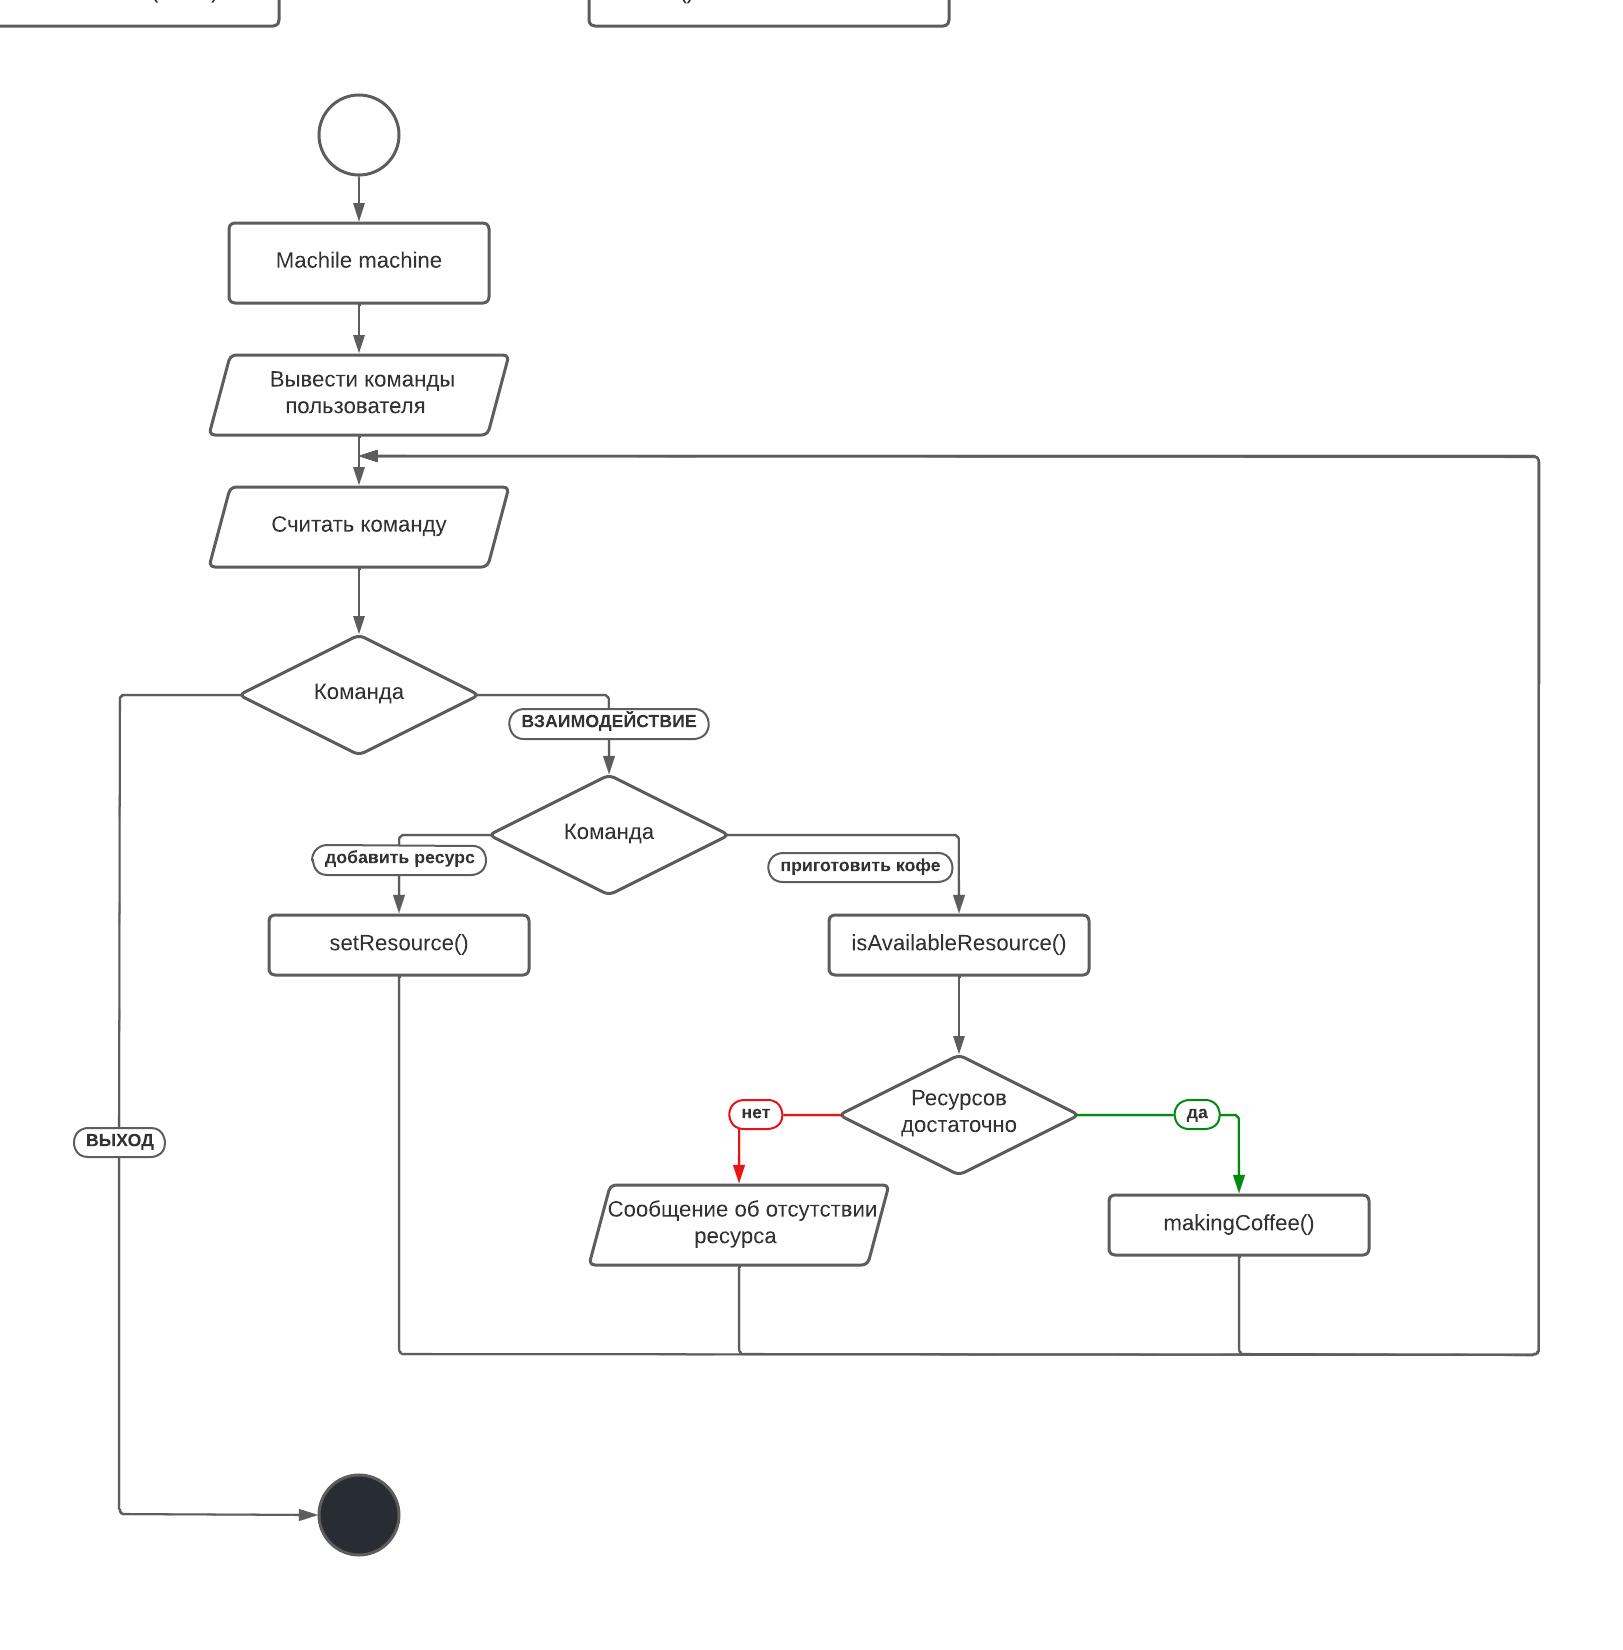 Machile machine
Вывести команды
пользователя
Считать команду
Команда
ВЗАИМОДЕЙСТВИЕ
Команда
добавить ресурс
приготовить кофе
setResource()
isAvailableResource()
Ресурсов
достаточно
нет
да
ВЫХОД
Сообщение об отсутствии
ресурса
makingCoffee()